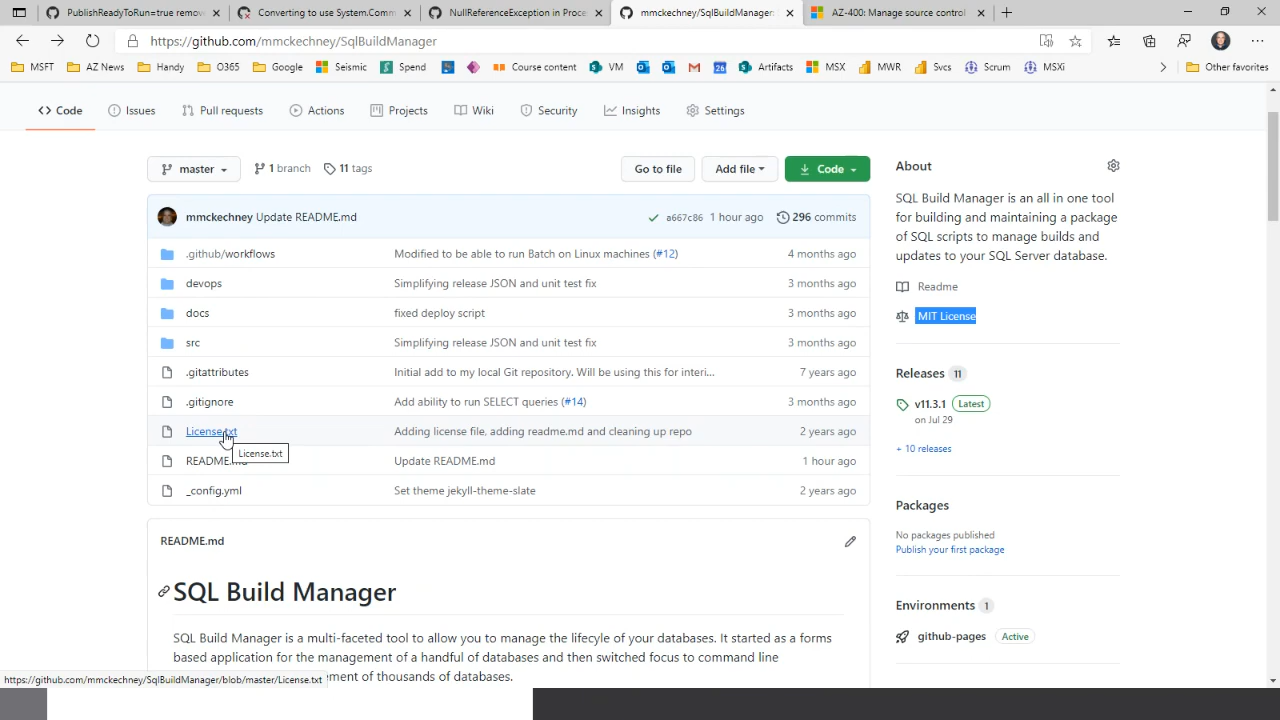 PublishReadyToRun=true remove
Converting to use System.Comm
NullReferenceException in Proce
mmckechney/SqlBuildManager:
AZ-400: Manage source control
https://github.com/mmckechney/SqlBuildManager
MSFT AZ News Handy O365 Google Seismic Spend Course content VM 26 Artifacts MSX MWR Svcs Scrum MSXi Other favorites
Code Issues Pull requests Actions Projects Wiki Security Insights Settings
master 1 branch 11 tags Go to file Add file Code
mmckechney Update README.md a667c86 1 hour ago 296 commits
.github/workflows Modified to be able to run Batch on Linux machines (#12) 4 months ago
devops Simplifying release JSON and unit test fix 3 months ago
docs fixed deploy script 3 months ago
src Simplifying release JSON and unit test fix 3 months ago
.gitattributes Initial add to my local Git repository. Will be using this for interi... 7 years ago
.gitignore Add ability to run SELECT queries (#14) 3 months ago
License.txt Adding license file, adding readme.md and cleaning up repo 2 years ago
License.txt
README.md Update README.md 1 hour ago
_config.yml Set theme jekyll-theme-slate 2 years ago
README.md
SQL Build Manager
SQL Build Manager is a multi-faceted tool to allow you to manage the lifecyle of your databases. It started as a forms
based application for the management of a handful of databases and then switched focus to command line
ement of thousands of databases.
About
SQL Build Manager is an all in one tool
for building and maintaining a package
of SQL scripts to manage builds and
updates to your SQL Server database.
Readme
MIT License
Releases 11
v11.3.1 Latest
on Jul 29
+ 10 releases
Packages
No packages published
Publish your first package
Environments 1
github-pages Active
https://github.com/mmckechney/SqlBuildManager/blob/master/License.txt